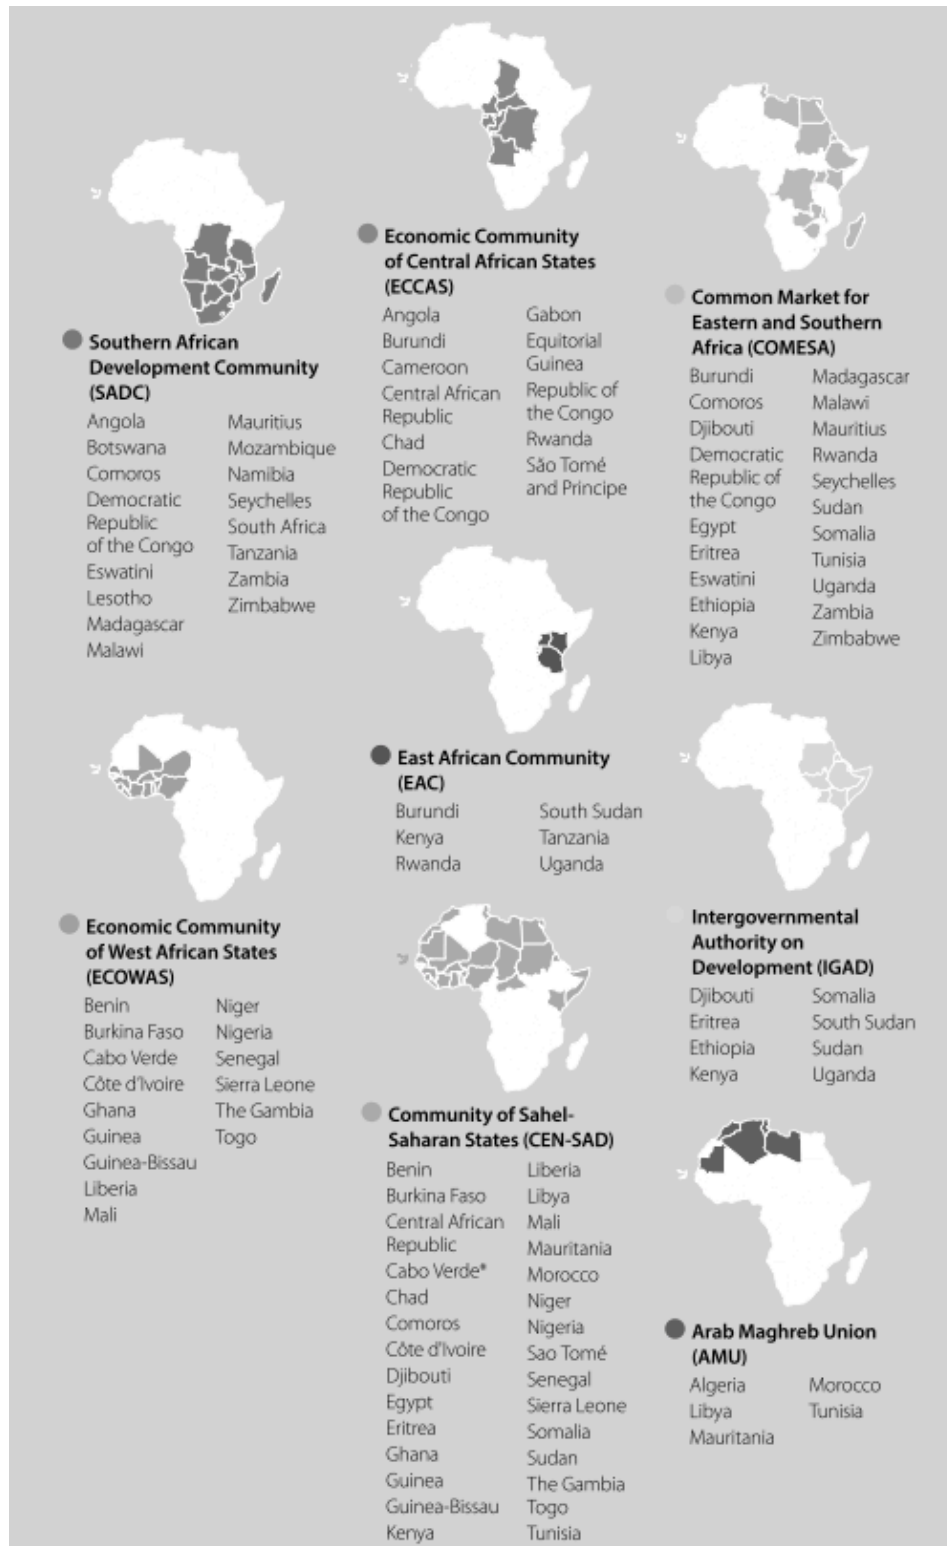 Southern African
Development Community
(SADC)
Angola
Botswana
Comoros
Democratic
Republic
of the Congo
Eswatini
Lesotho
Madagascar
Malawi
Mauritius
Mozambique
Namibia
Seychelles
South Africa
Tanzania
Zambia
Zimbabwe
Economic Community
of West African States
(ECOWAS)
Benin
Burkina Faso
Cabo Verde
Côte d'Ivoire
Ghana
Guinea
Guinea-Bissau
Liberia
Mali
Niger
Nigeria
Senegal
Sierra Leone
The Gambia
Togo
Economic Community
of Central African States
(ECCAS)
Angola
Burundi
Cameroon
Central African
Republic
Chad
Democratic
Republic
of the Congo
Gabon
Equitorial
Guinea
Republic of
the Congo
Rwanda
São Tomé
and Principe
East African Community
(EAC)
Burundi
Kenya
Rwanda
South Sudan
Tanzania
Uganda
Community of Sahel-
Saharan States (CEN-SAD)
Benin
Burkina Faso
Central African
Republic
Cabo Verde*
Chad
Comoros
Côte d'Ivoire
Djibouti
Egypt
Eritrea
Ghana
Guinea
Guinea-Bissau
Kenya
Liberia
Libya
Mali
Mauritania
Morocco
Niger
Nigeria
Sao Tomé
Senegal
Sierra Leone
Somalia
Sudan
The Gambia
Togo
Tunisia
Common Market for
Eastern and Southern
Africa (COMESA)
Burundi
Comoros
Djibouti
Democratic
Republic of
the Congo
Egypt
Eritrea
Eswatini
Ethiopia
Kenya
Libya
Madagascar
Malawi
Mauritius
Rwanda
Seychelles
Sudan
Somalia
Tunisia
Uganda
Zambia
Zimbabwe
Intergovernmental
Authority on
Development (IGAD)
Djibouti
Eritrea
Ethiopia
Kenya
Somalia
South Sudan
Sudan
Uganda
Arab Maghreb Union
(AMU)
Algeria
Libya
Mauritania
Morocco
Tunisia